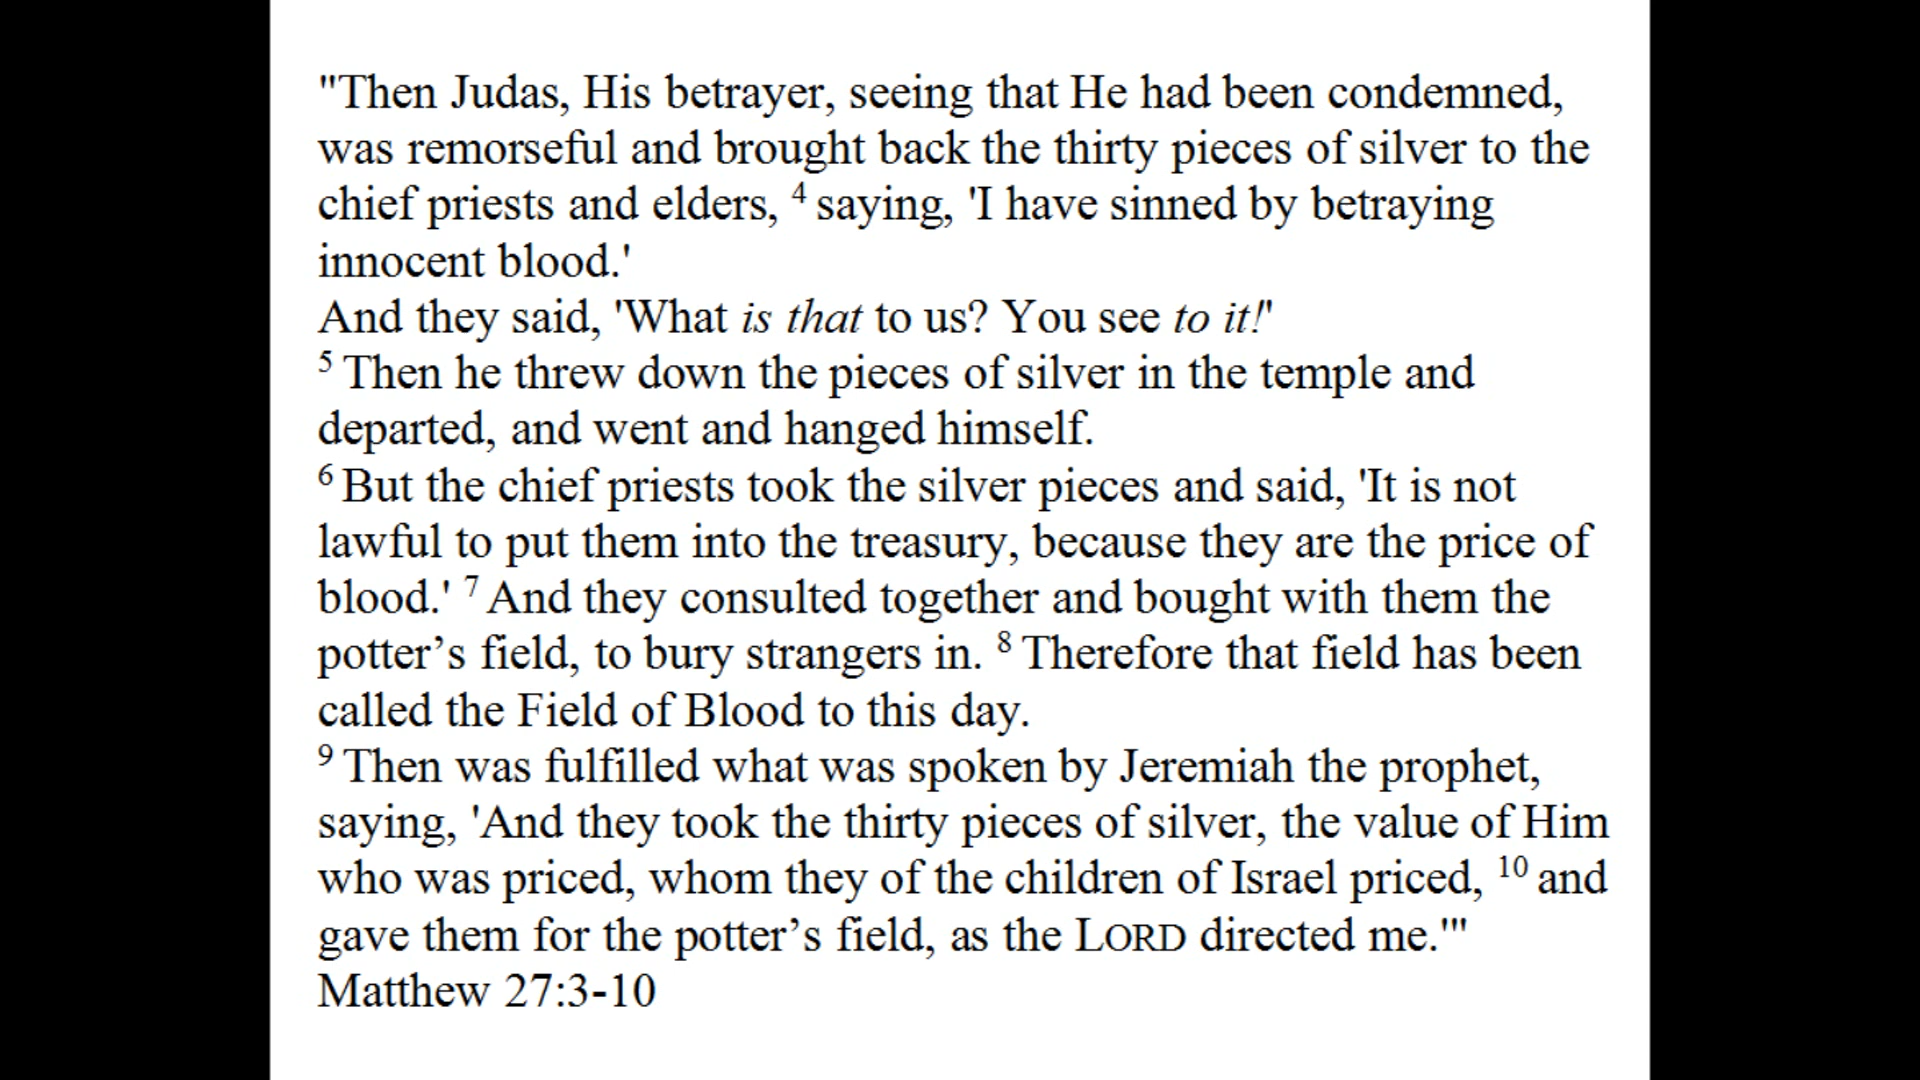 "Then Judas, His betrayer, seeing that He had been condemned,
was remorseful and brought back the thirty pieces of silver to the
chief priests and elders, 4 saying, 'I have sinned by betraying
innocent blood.'
And they said, 'What is that to us? You see to it!'
5 Then he threw down the pieces of silver in the temple and
departed, and went and hanged himself.
6 But the chief priests took the silver pieces and said, 'It is not
lawful to put them into the treasury, because they are the price of
blood.' 7 And they consulted together and bought with them the
potter’s field, to bury strangers in. 8 Therefore that field has been
called the Field of Blood to this day.
9 Then was fulfilled what was spoken by Jeremiah the prophet,
saying, 'And they took the thirty pieces of silver, the value of Him
who was priced, whom they of the children of Israel priced, 10 and
gave them for the potter’s field, as the LORD directed me.'"
Matthew 27:3-10